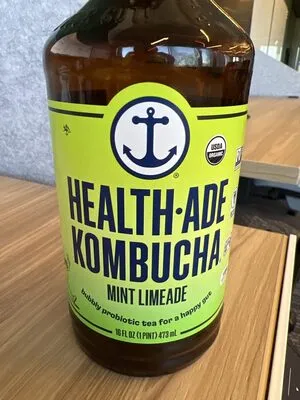 USDA
ORGANIC
®
HEALTH·ADE
KOMBUCHA
MINT LIMEADE
bubbly probiotic tea for a happy gut
16 FL OZ (1 PINT) 473 mL